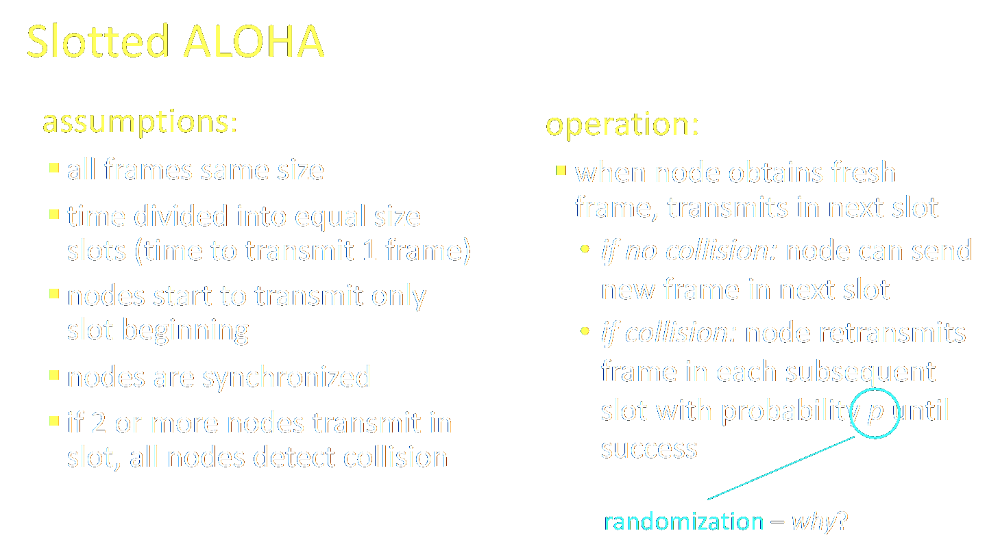 Slotted ALOHA
assumptions:
all frames same size
time divided into equal size
slots (time to transmit 1 frame)
nodes start to transmit only
slot beginning
nodes are synchronized
if 2 or more nodes transmit in
slot, all nodes detect collision
operation:
when node obtains fresh
frame, transmits in next slot
if no collision: node can send
new frame in next slot
if collision: node retransmits
frame in each subsequent
slot with probability p until
success
randomization – why?